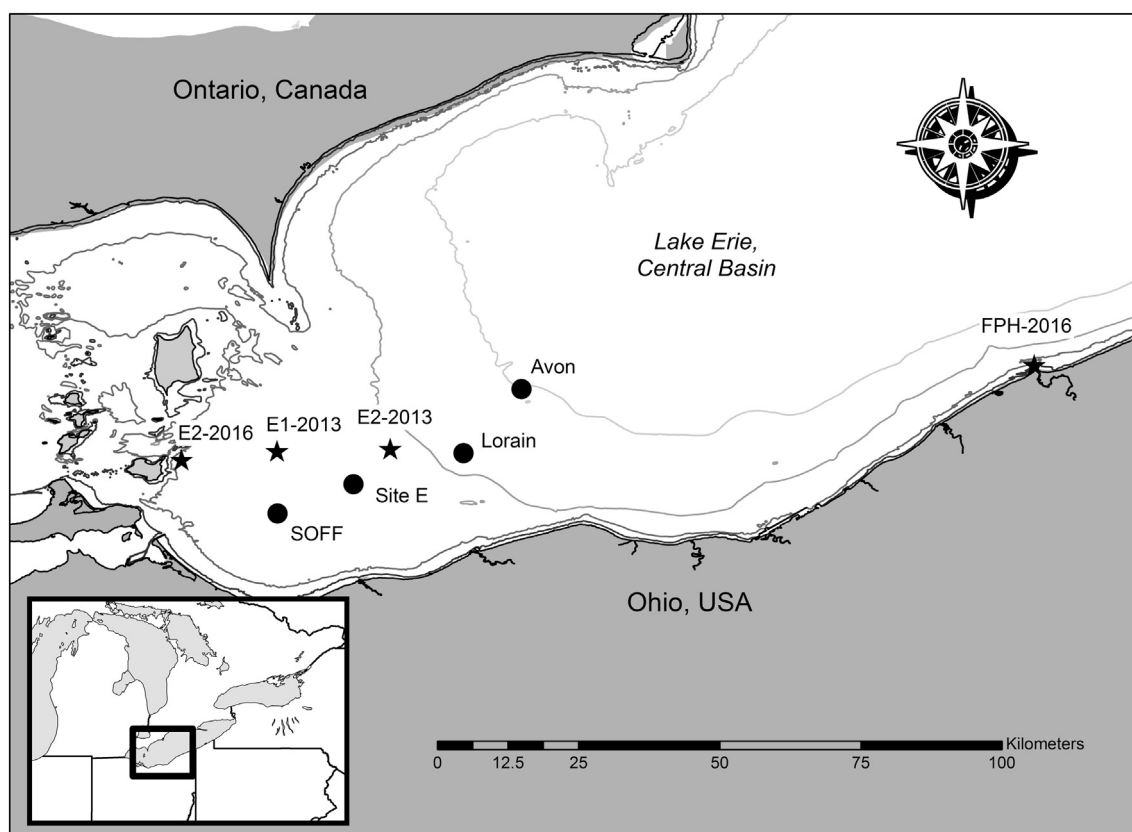 Ontario, Canada
Lake Erie,
Central Basin
FPH-2016
Avon
E2-2016
E1-2013
E2-2013
Lorain
Site E
SOFF
Ohio, USA
Kilometers
0 12.5 25 50 75 100